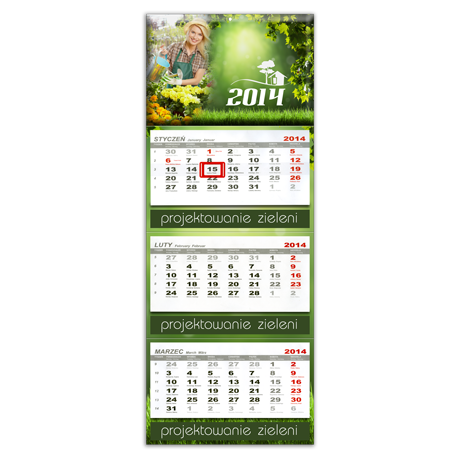 2014
STYCZEŃ January, Januar 2014
30 31 1 2 3 4 5
6 7 8 9 10 11 12
13 14 15 16 17 18 19
20 21 22 23 24 25 26
27 28 29 30 31 1 2
projektowanie zieleni
LUTY February, Februar 2014
27 28 29 30 31 1 2
3 4 5 6 7 8 9
10 11 12 13 14 15 16
17 18 19 20 21 22 23
24 25 26 27 28 1 2
projektowanie zieleni
MARZEC March, März 2014
24 25 26 27 28 1 2
3 4 5 6 7 8 9
10 11 12 13 14 15 16
17 18 19 20 21 22 23
24 25 26 27 28 29 30
31 1 2 3 4 5 6
projektowanie zieleni